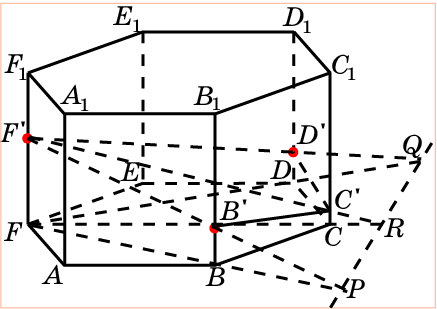 E₁ D₁
F₁ C₁
A₁ B₁
F' D'
Q
E D
B' C'
F C R
A B P